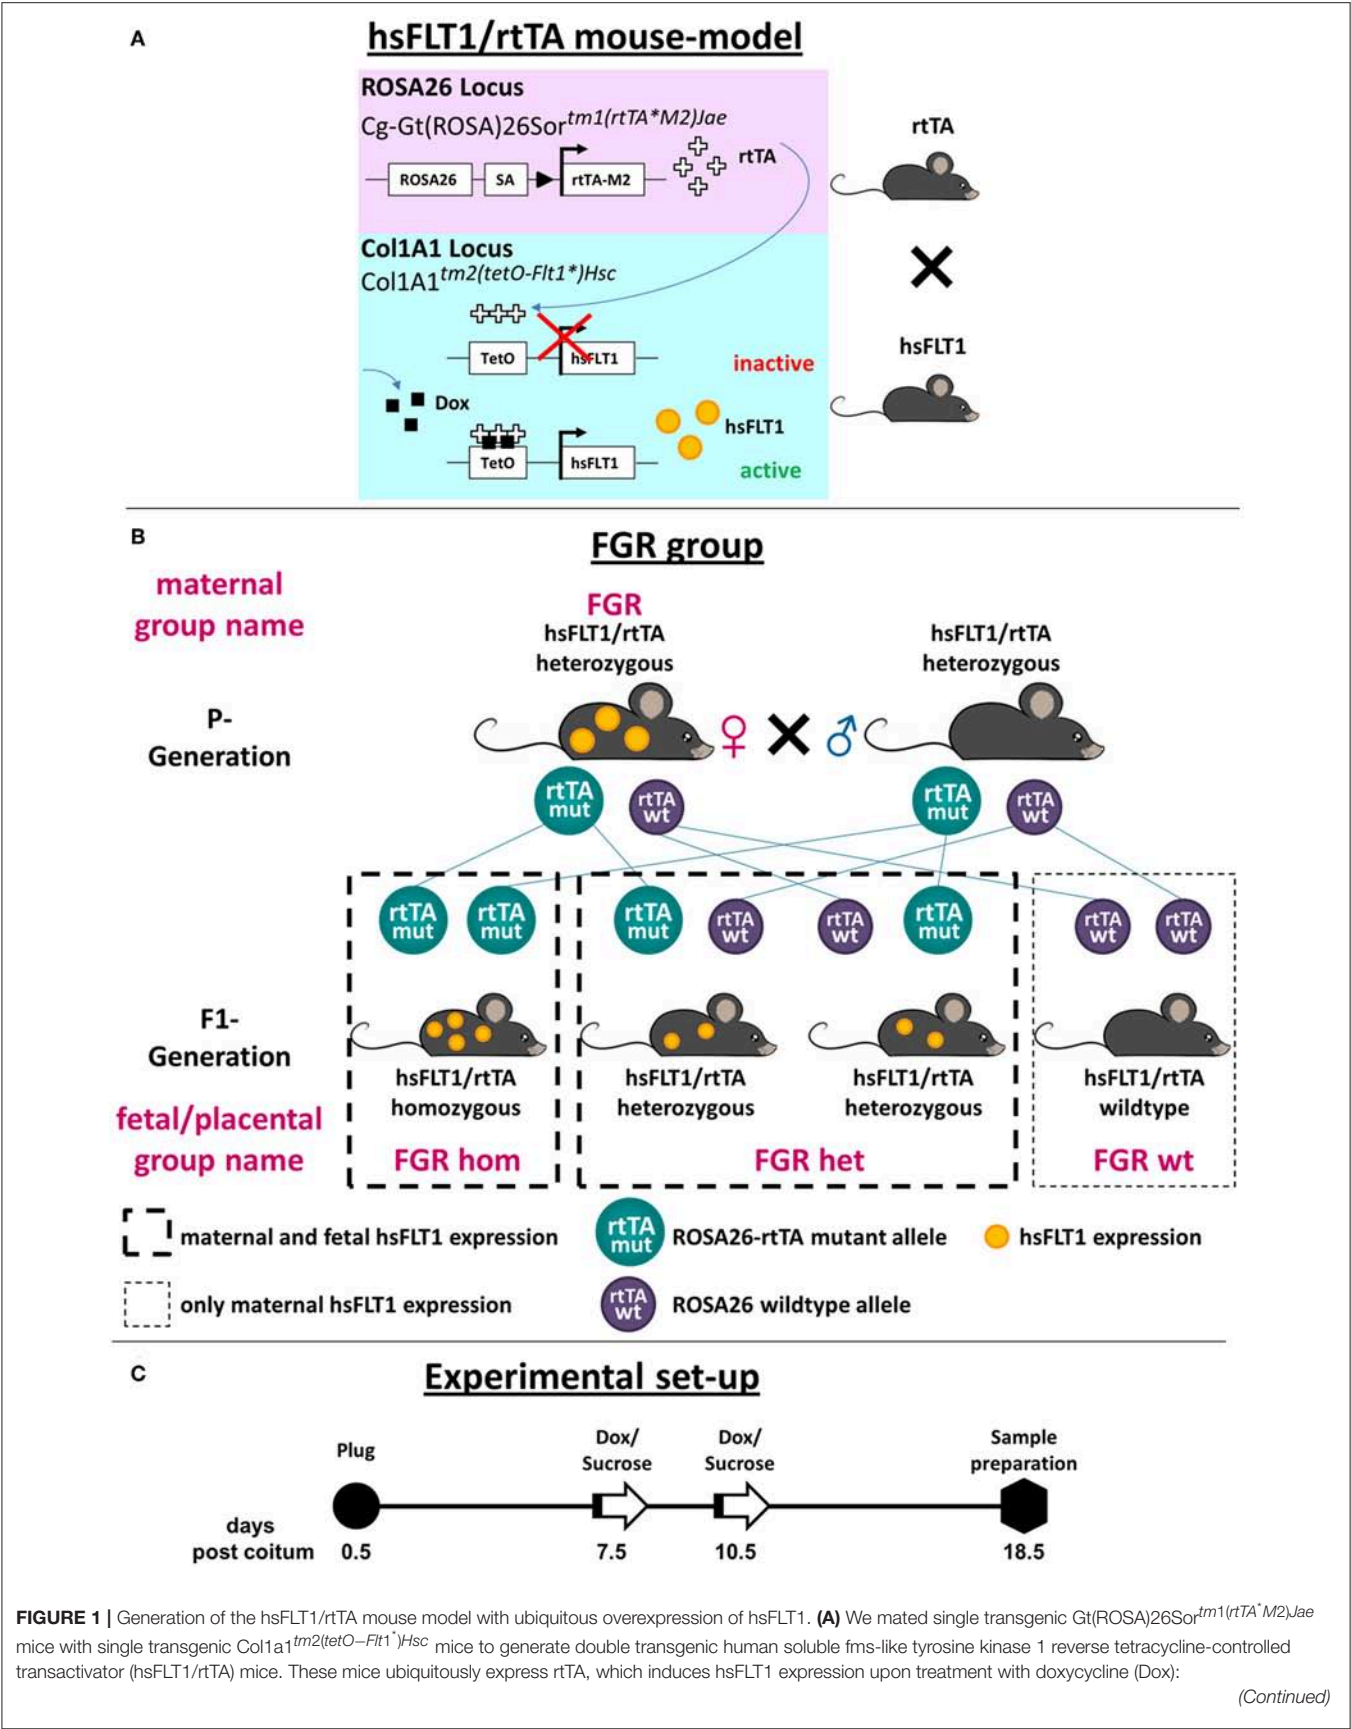 A
hsFLT1/rtTA mouse-model
ROSA26 Locus
Cg-Gt(ROSA)26Sor^tm1(rtTA*M2)Jae
ROSA26 SA rtTA-M2 rtTA
rtTA
Col1A1 Locus
Col1A1^tm2(tetO-Flt1*)Hsc
TetO hsFLT1
inactive
hsFLT1
Dox
TetO hsFLT1
hsFLT1
active
B
FGR group
maternal
group name
FGR
hsFLT1/rtTA
heterozygous
hsFLT1/rtTA
heterozygous
P-
Generation
♀ ♂
rtTA
mut
rtTA
wt
rtTA
mut
rtTA
wt
rtTA
mut
rtTA
mut
rtTA
mut
rtTA
wt
rtTA
wt
rtTA
mut
rtTA
wt
rtTA
wt
F1-
Generation
hsFLT1/rtTA
homozygous
hsFLT1/rtTA
heterozygous
hsFLT1/rtTA
heterozygous
hsFLT1/rtTA
wildtype
fetal/placental
group name
FGR hom
FGR het
FGR wt
maternal and fetal hsFLT1 expression
rtTA
mut
ROSA26-rtTA mutant allele
hsFLT1 expression
only maternal hsFLT1 expression
rtTA
wt
ROSA26 wildtype allele
C
Experimental set-up
Plug
Dox/
Sucrose
Dox/
Sucrose
Sample
preparation
days
post coitum 0.5 7.5 10.5 18.5
FIGURE 1 | Generation of the hsFLT1/rtTA mouse model with ubiquitous overexpression of hsFLT1. (A) We mated single transgenic Gt(ROSA)26Sor^tm1(rtTA*M2)Jae
mice with single transgenic Col1a1^tm2(tetO−Flt1*)Hsc mice to generate double transgenic human soluble fms-like tyrosine kinase 1 reverse tetracycline-controlled
transactivator (hsFLT1/rtTA) mice. These mice ubiquitously express rtTA, which induces hsFLT1 expression upon treatment with doxycycline (Dox):
(Continued)